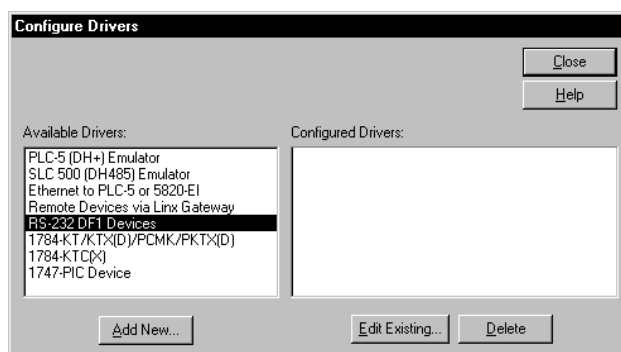 Configure Drivers
Close
Help
Available Drivers:
Configured Drivers:
PLC-5 (DH+) Emulator
SLC 500 (DH485) Emulator
Ethernet to PLC-5 or 5820-EI
Remote Devices via Linx Gateway
RS-232 DF1 Devices
1784-KT/KTX(D)/PCMK/PKTX(D)
1784-KTC(X)
1747-PIC Device
Add New...
Edit Existing...
Delete